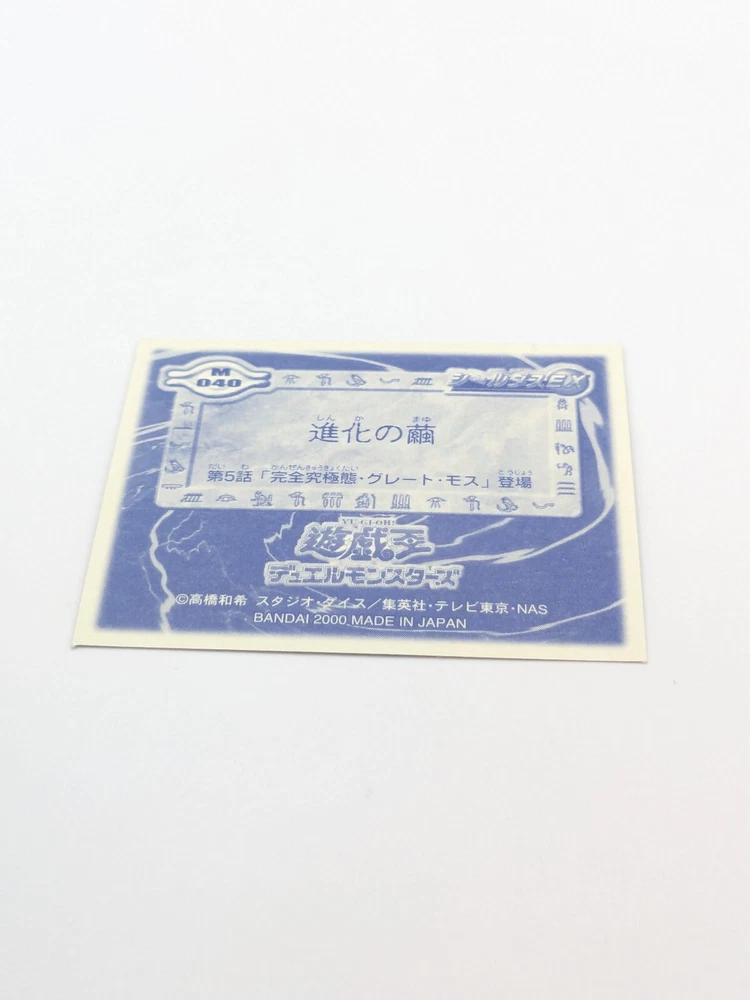 M
040
シールダスEX
しんか まゆ
進化の繭
だいわ かんぜんきゅうきょくたい とうじょう
第5話「完全究極態・グレート・モス」登場
YU-GI-OH!
遊戯王
デュエルモンスターズ
©高橋和希 スタジオ・ダイス／集英社・テレビ東京・NAS
BANDAI 2000 MADE IN JAPAN